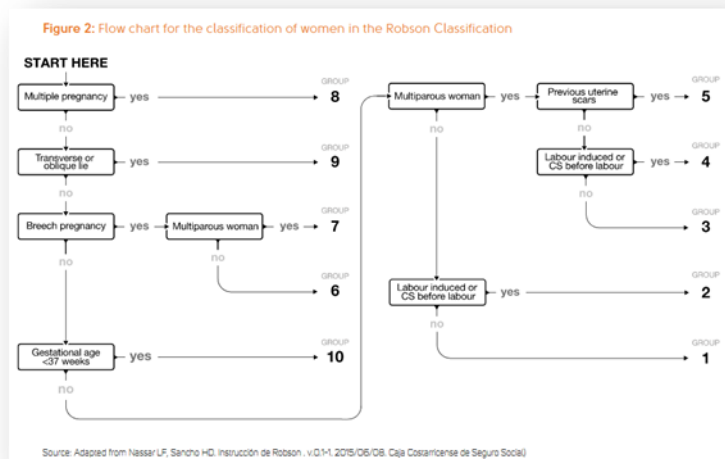 Figure 2: Flow chart for the classification of women in the Robson Classification
START HERE
Multiple pregnancy
yes
GROUP
8
no
Transverse or
oblique lie
yes
GROUP
9
no
Breech pregnancy
yes
Multiparous woman
yes
GROUP
7
no
GROUP
6
no
Gestational age
<37 weeks
yes
GROUP
10
no
Multiparous woman
yes
Previous uterine
scars
yes
GROUP
5
no
Labour induced or
CS before labour
yes
GROUP
4
no
GROUP
3
no
Labour induced or
CS before labour
yes
GROUP
2
no
GROUP
1
Source: Adapted from Nassar LF, Sancho HD. Instrucción de Robson . v.0.1-1. 2015/06/08. Caja Costarricense de Seguro Social)